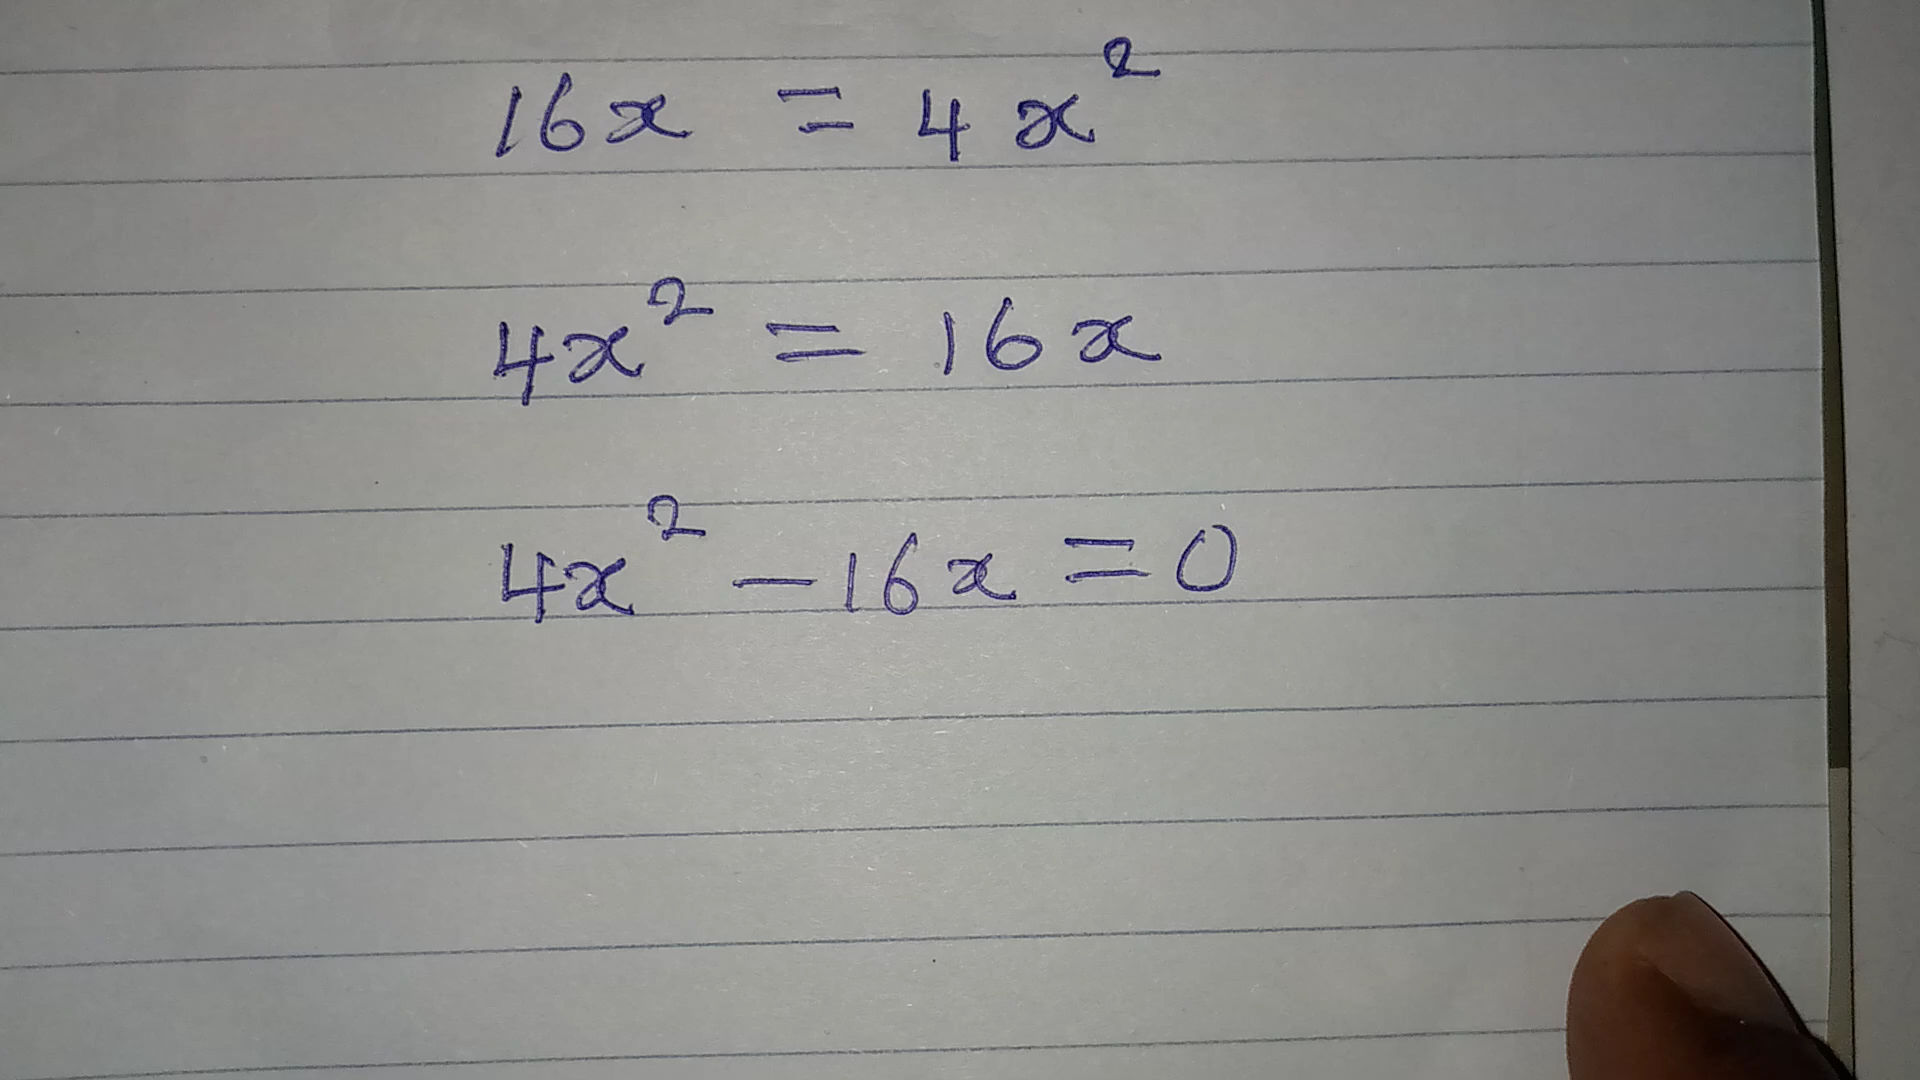 16x = 4x²
4x² = 16x
4x² - 16x = 0